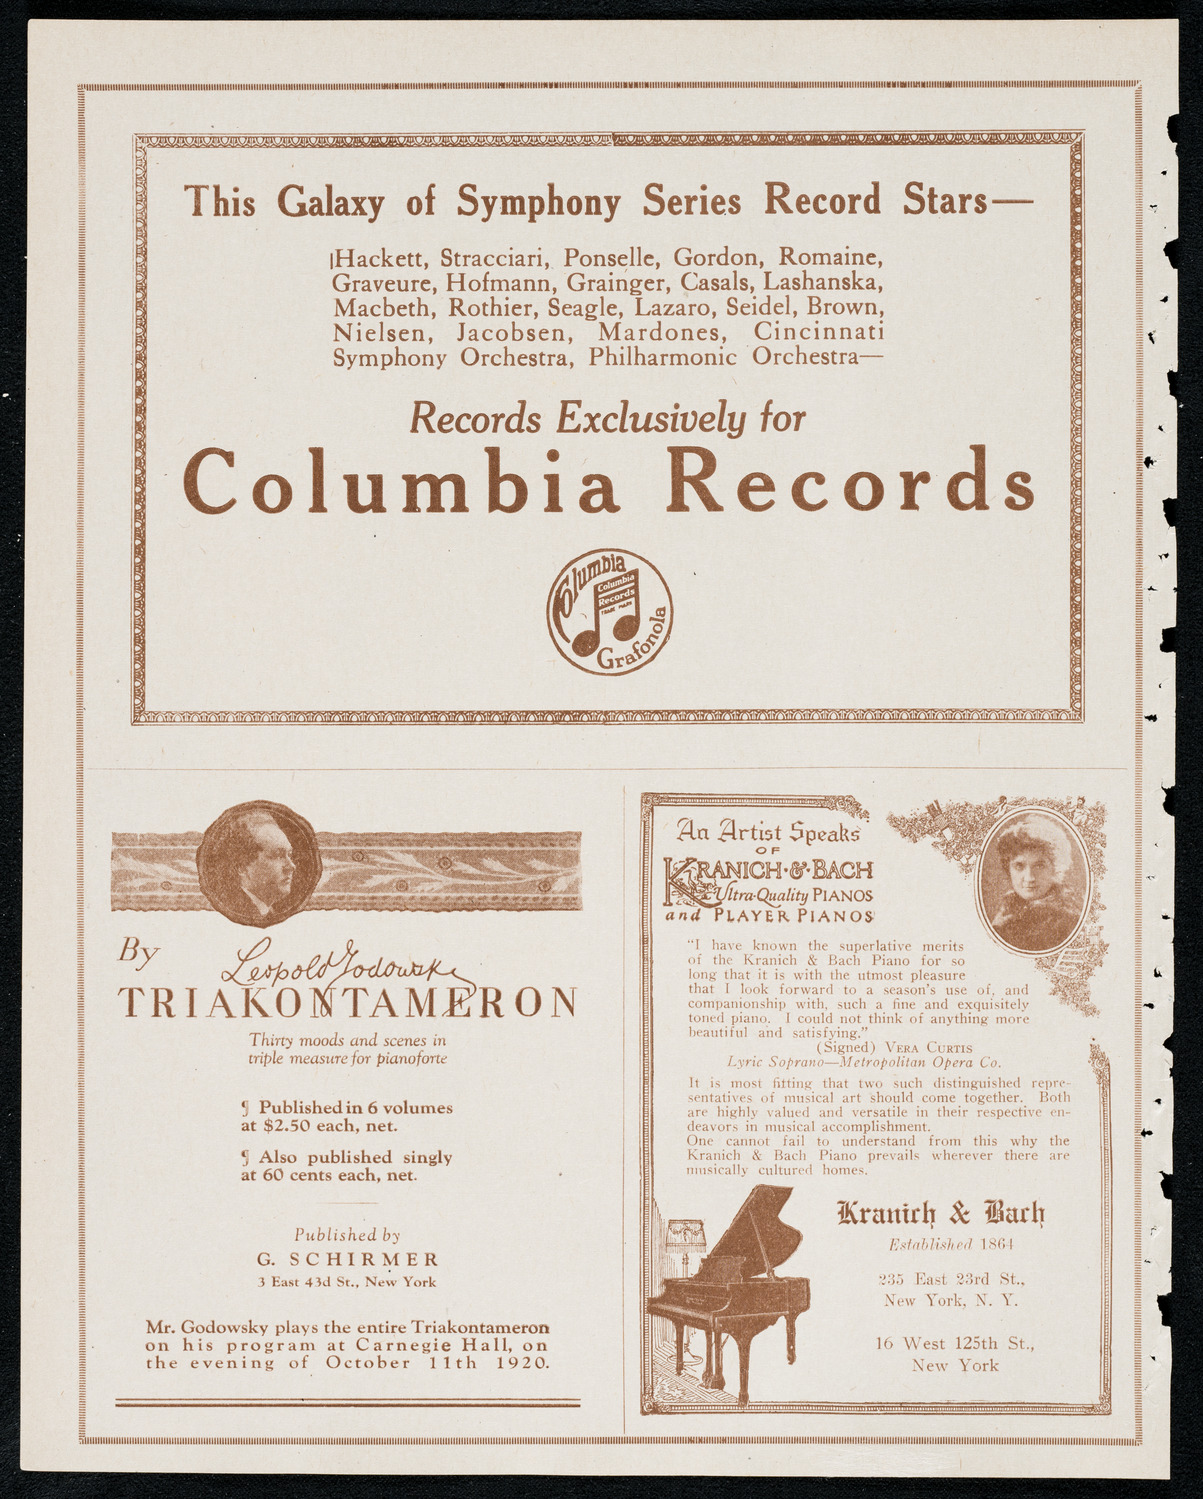 This Galaxy of Symphony Series Record Stars—
Hackett, Stracciari, Ponselle, Gordon, Romaine,
Graveure, Hofmann, Grainger, Casals, Lashanska,
Macbeth, Rothier, Seagle, Lazaro, Seidel, Brown,
Nielsen, Jacobsen, Mardones, Cincinnati
Symphony Orchestra, Philharmonic Orchestra—
Records Exclusively for
Columbia Records
Columbia
Columbia
Records
TRADE MARK
Grafonola
By
Leopold Godowsky
TRIAKONTAMERON
Thirty moods and scenes in
triple measure for pianoforte
¶ Published in 6 volumes
at $2.50 each, net.
¶ Also published singly
at 60 cents each, net.
Published by
G. SCHIRMER
3 East 43d St., New York
Mr. Godowsky plays the entire Triakontameron
on his program at Carnegie Hall, on
the evening of October 11th 1920.
An Artist Speaks
OF
KRANICH·&·BACH
Ultra-Quality PIANOS
and PLAYER PIANOS
"I have known the superlative merits
of the Kranich & Bach Piano for so
long that it is with the utmost pleasure
that I look forward to a season's use of, and
companionship with, such a fine and exquisitely
toned piano. I could not think of anything more
beautiful and satisfying."
(Signed) VERA CURTIS
Lyric Soprano—Metropolitan Opera Co.
It is most fitting that two such distinguished repre-
sentatives of musical art should come together. Both
are highly valued and versatile in their respective en-
deavors in musical accomplishment.
One cannot fail to understand from this why the
Kranich & Bach Piano prevails wherever there are
musically cultured homes.
Kranich & Bach
Established 1864
235 East 23rd St.,
New York, N. Y.
16 West 125th St.,
New York